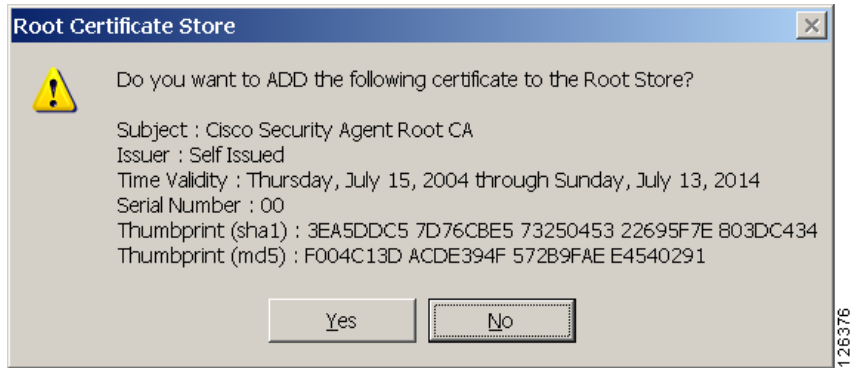 Root Certificate Store
Do you want to ADD the following certificate to the Root Store?
Subject : Cisco Security Agent Root CA
Issuer : Self Issued
Time Validity : Thursday, July 15, 2004 through Sunday, July 13, 2014
Serial Number : 00
Thumbprint (sha1) : 3EA5DDC5 7D76CBE5 73250453 22695F7E 803DC434
Thumbprint (md5) : F004C13D ACDE394F 572B9FAE E4540291
Yes
No
126376